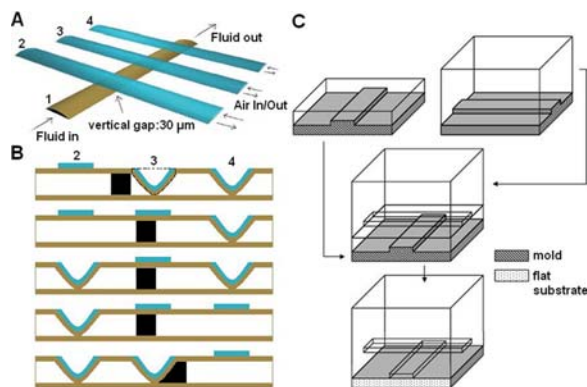 A
2
3
4
1
Fluid out
Air In/Out
vertical gap:30 µm
Fluid in
B
2
3
4
C
mold
flat
substrate